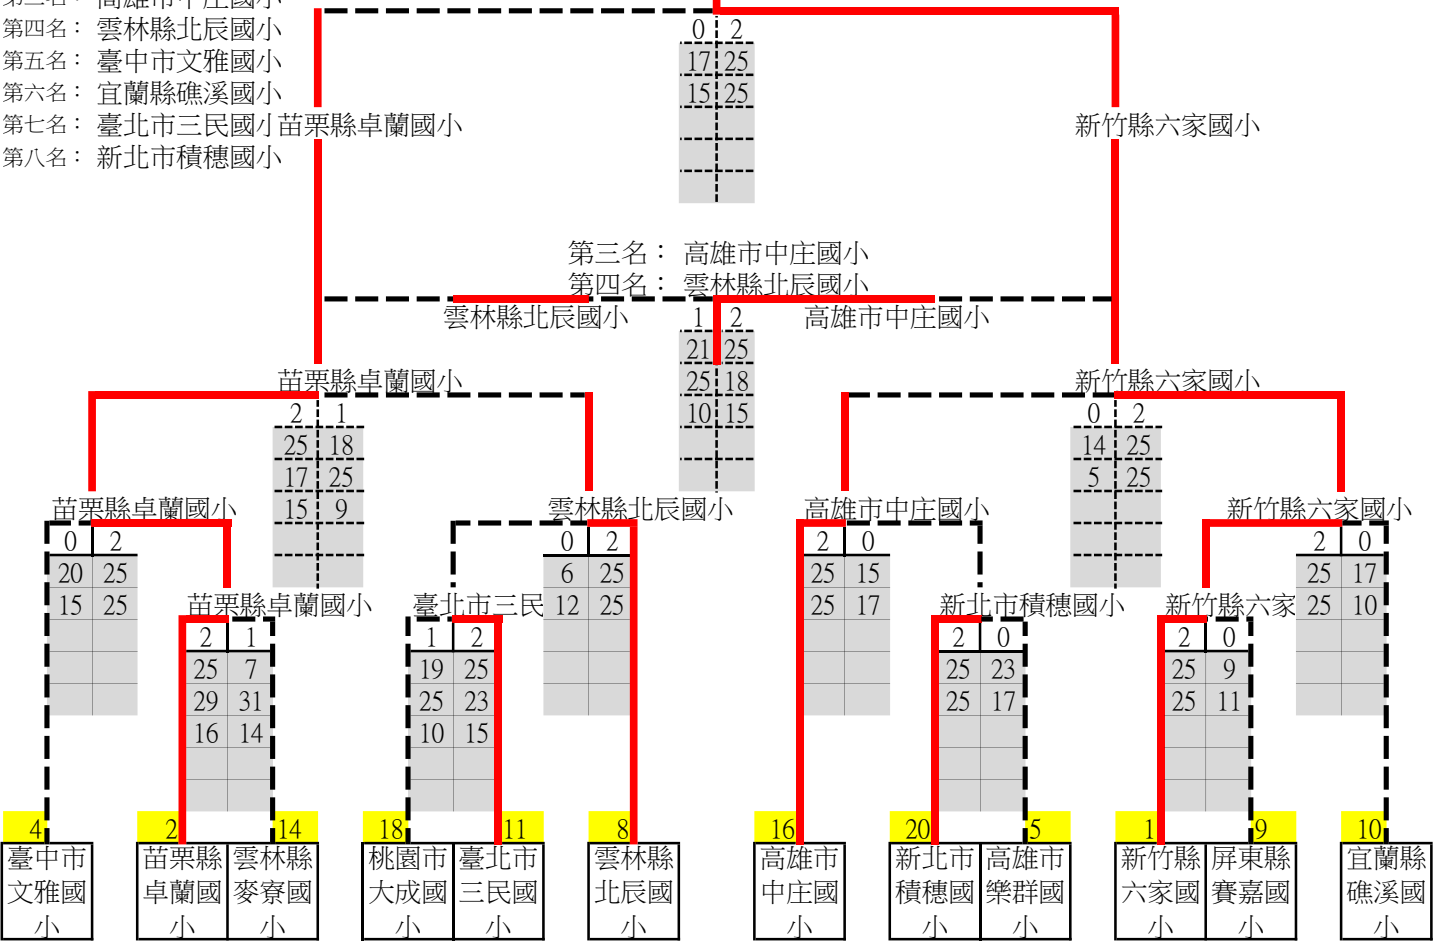 第三名： 高雄市中庄國小
第四名： 雲林縣北辰國小
第五名： 臺中市文雅國小
第六名： 宜蘭縣礁溪國小
第七名： 臺北市三民國小
第八名： 新北市積穗國小
0 2
17 25
15 25
苗栗縣卓蘭國小
新竹縣六家國小
第三名： 高雄市中庄國小
第四名： 雲林縣北辰國小
雲林縣北辰國小
高雄市中庄國小
1 2
21 25
25 18
10 15
苗栗縣卓蘭國小
2 1
25 18
17 25
15 9
新竹縣六家國小
0 2
14 25
5 25
苗栗縣卓蘭國小
0 2
20 25
15 25
雲林縣北辰國小
0 2
6 25
12 25
高雄市中庄國小
2 0
25 15
25 17
新竹縣六家國小
2 0
25 17
25 10
苗栗縣卓蘭國小
2 1
25 7
29 31
16 14
臺北市三民
1 2
19 25
25 23
10 15
新北市積穗國小
2 0
25 23
25 17
新竹縣六家
2 0
25 9
25 11
4 2 14 18 11 8 16 20 5 1 9 10
臺中市
文雅國
小
苗栗縣
卓蘭國
小
雲林縣
麥寮國
小
桃園市
大成國
小
臺北市
三民國
小
雲林縣
北辰國
小
高雄市
中庄國
小
新北市
積穗國
小
高雄市
樂群國
小
新竹縣
六家國
小
屏東縣
賽嘉國
小
宜蘭縣
礁溪國
小